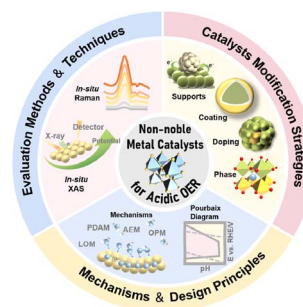 Evaluation Methods & Techniques
Catalysts Modification Strategies
Mechanisms & Design Principles
In-situ
Raman
Detector
X-ray
Potential
In-situ
XAS
Supports
Coating
Doping
Phase
Non-noble
Metal Catalysts
for Acidic OER
Mechanisms
PDAM
AEM
OPM
LOM
Pourbaix
Diagram
E vs. RHE/V
pH